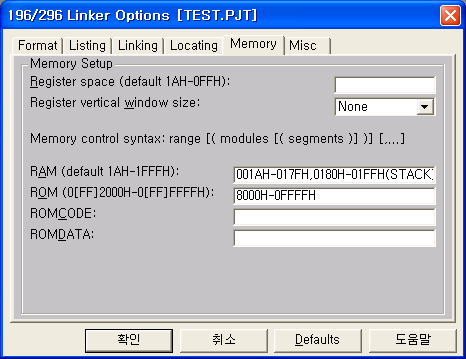 196/296 Linker Options [TEST.PJT]
Format Listing Linking Locating Memory Misc
Memory Setup
Register space (default 1AH-0FFH):
Register vertical window size: None
Memory control syntax: range [( modules [( segments )] )] [,...]
RAM (default 1AH-1FFFH): 001AH-017FH,0180H-01FFH(STACK)
ROM (0[FF]2000H-0[FF]FFFFH): 8000H-0FFFFH
ROMCODE:
ROMDATA:
확인 취소 Defaults 도움말